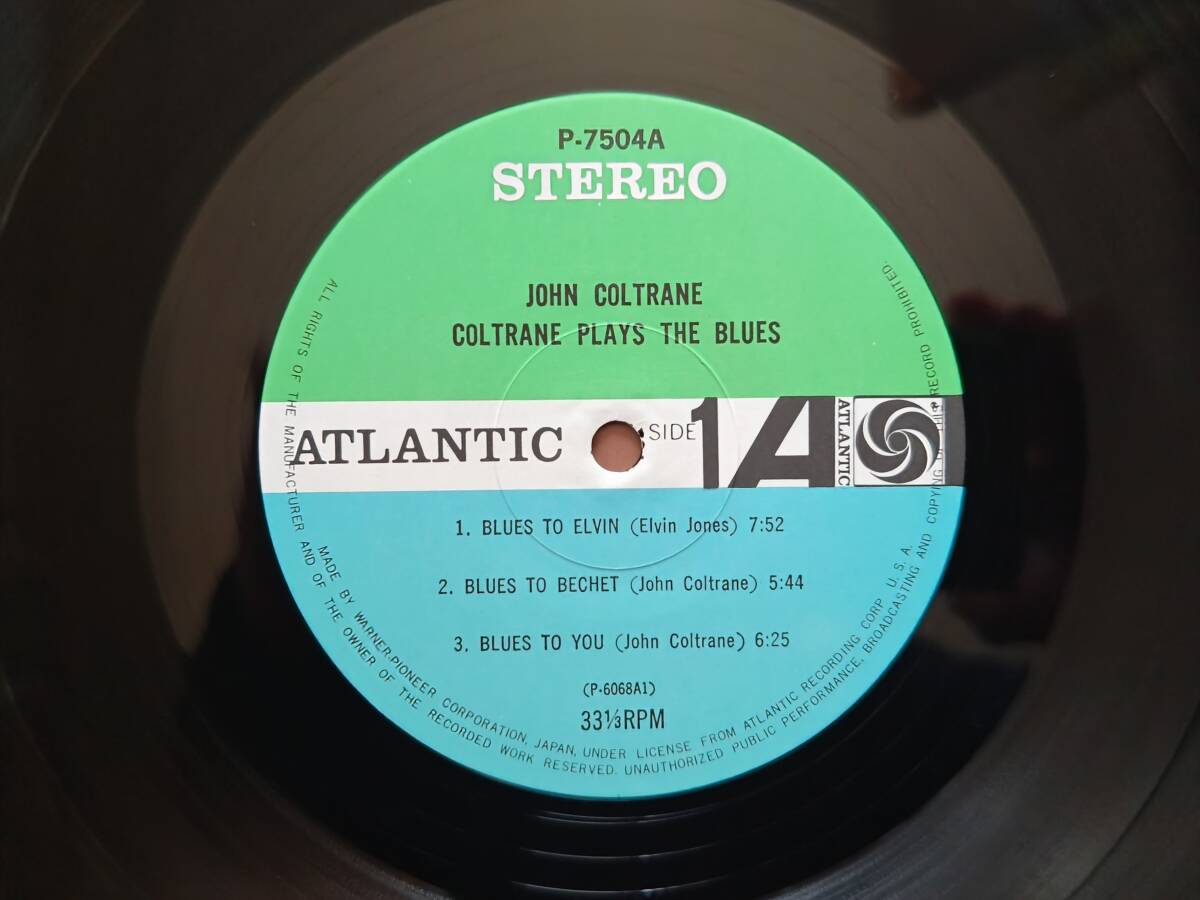 P-7504A
STEREO
JOHN COLTRANE
COLTRANE PLAYS THE BLUES
ATLANTIC
SIDE 1
A
ATLANTIC
1. BLUES TO ELVIN (Elvin Jones) 7:52
2. BLUES TO BECHET (John Coltrane) 5:44
3. BLUES TO YOU (John Coltrane) 6:25
(P-6068A1)
33⅓RPM
MADE BY WARNER-PIONEER CORPORATION, JAPAN, UNDER LICENSE FROM ATLANTIC RECORDING CORP. U.S.A.
ALL RIGHTS OF THE MANUFACTURER AND OF THE OWNER OF THE RECORDED WORK RESERVED. UNAUTHORIZED PUBLIC PERFORMANCE, BROADCASTING AND COPYING RECORD PROHIBITED.